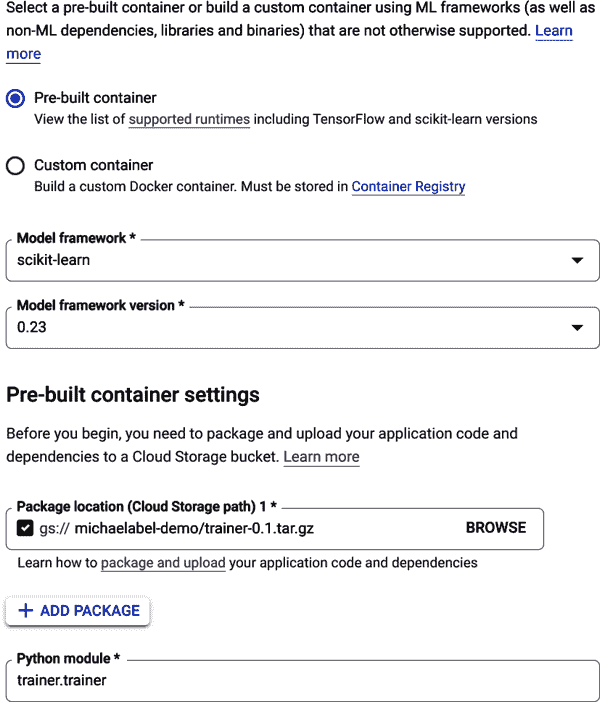 Select a pre-built container or build a custom container using ML frameworks (as well as
non-ML dependencies, libraries and binaries) that are not otherwise supported. Learn
more
Pre-built container
View the list of supported runtimes including TensorFlow and scikit-learn versions
Custom container
Build a custom Docker container. Must be stored in Container Registry
Model framework *
scikit-learn
Model framework version *
0.23
Pre-built container settings
Before you begin, you need to package and upload your application code and
dependencies to a Cloud Storage bucket. Learn more
Package location (Cloud Storage path) 1 *
gs:// michaelabel-demo/trainer-0.1.tar.gz BROWSE
Learn how to package and upload your application code and dependencies
+ ADD PACKAGE
Python module *
trainer.trainer